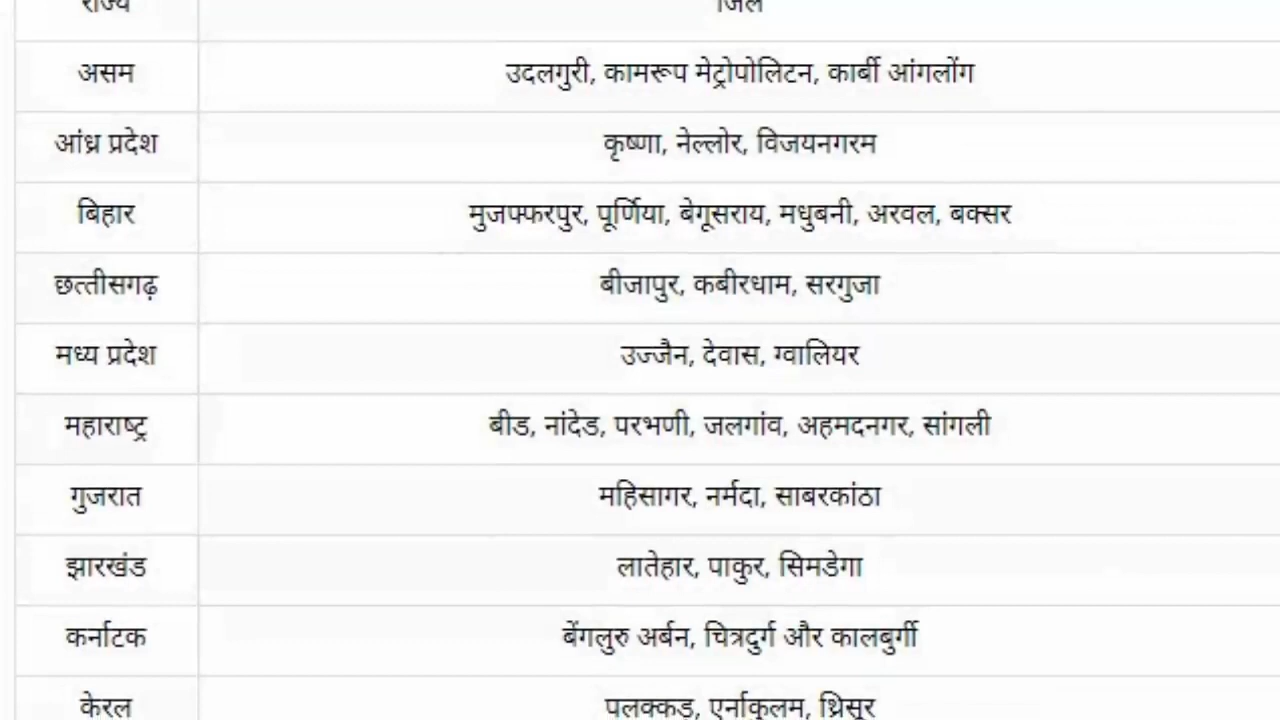 राज्य जिले
असम उदलगुरी, कामरूप मेट्रोपोलिटन, कार्बी आंगलोंग
आंध्र प्रदेश कृष्णा, नेल्लोर, विजयनगरम
बिहार मुजफ्फरपुर, पूर्णिया, बेगूसराय, मधुबनी, अरवल, बक्सर
छत्तीसगढ़ बीजापुर, कबीरधाम, सरगुजा
मध्य प्रदेश उज्जैन, देवास, ग्वालियर
महाराष्ट्र बीड, नांदेड, परभणी, जलगांव, अहमदनगर, सांगली
गुजरात महिसागर, नर्मदा, साबरकांठा
झारखंड लातेहार, पाकुर, सिमडेगा
कर्नाटक बेंगलुरु अर्बन, चित्रदुर्ग और कालबुर्गी
केरल पलक्कड़, एर्नाकुलम, थ्रिसूर